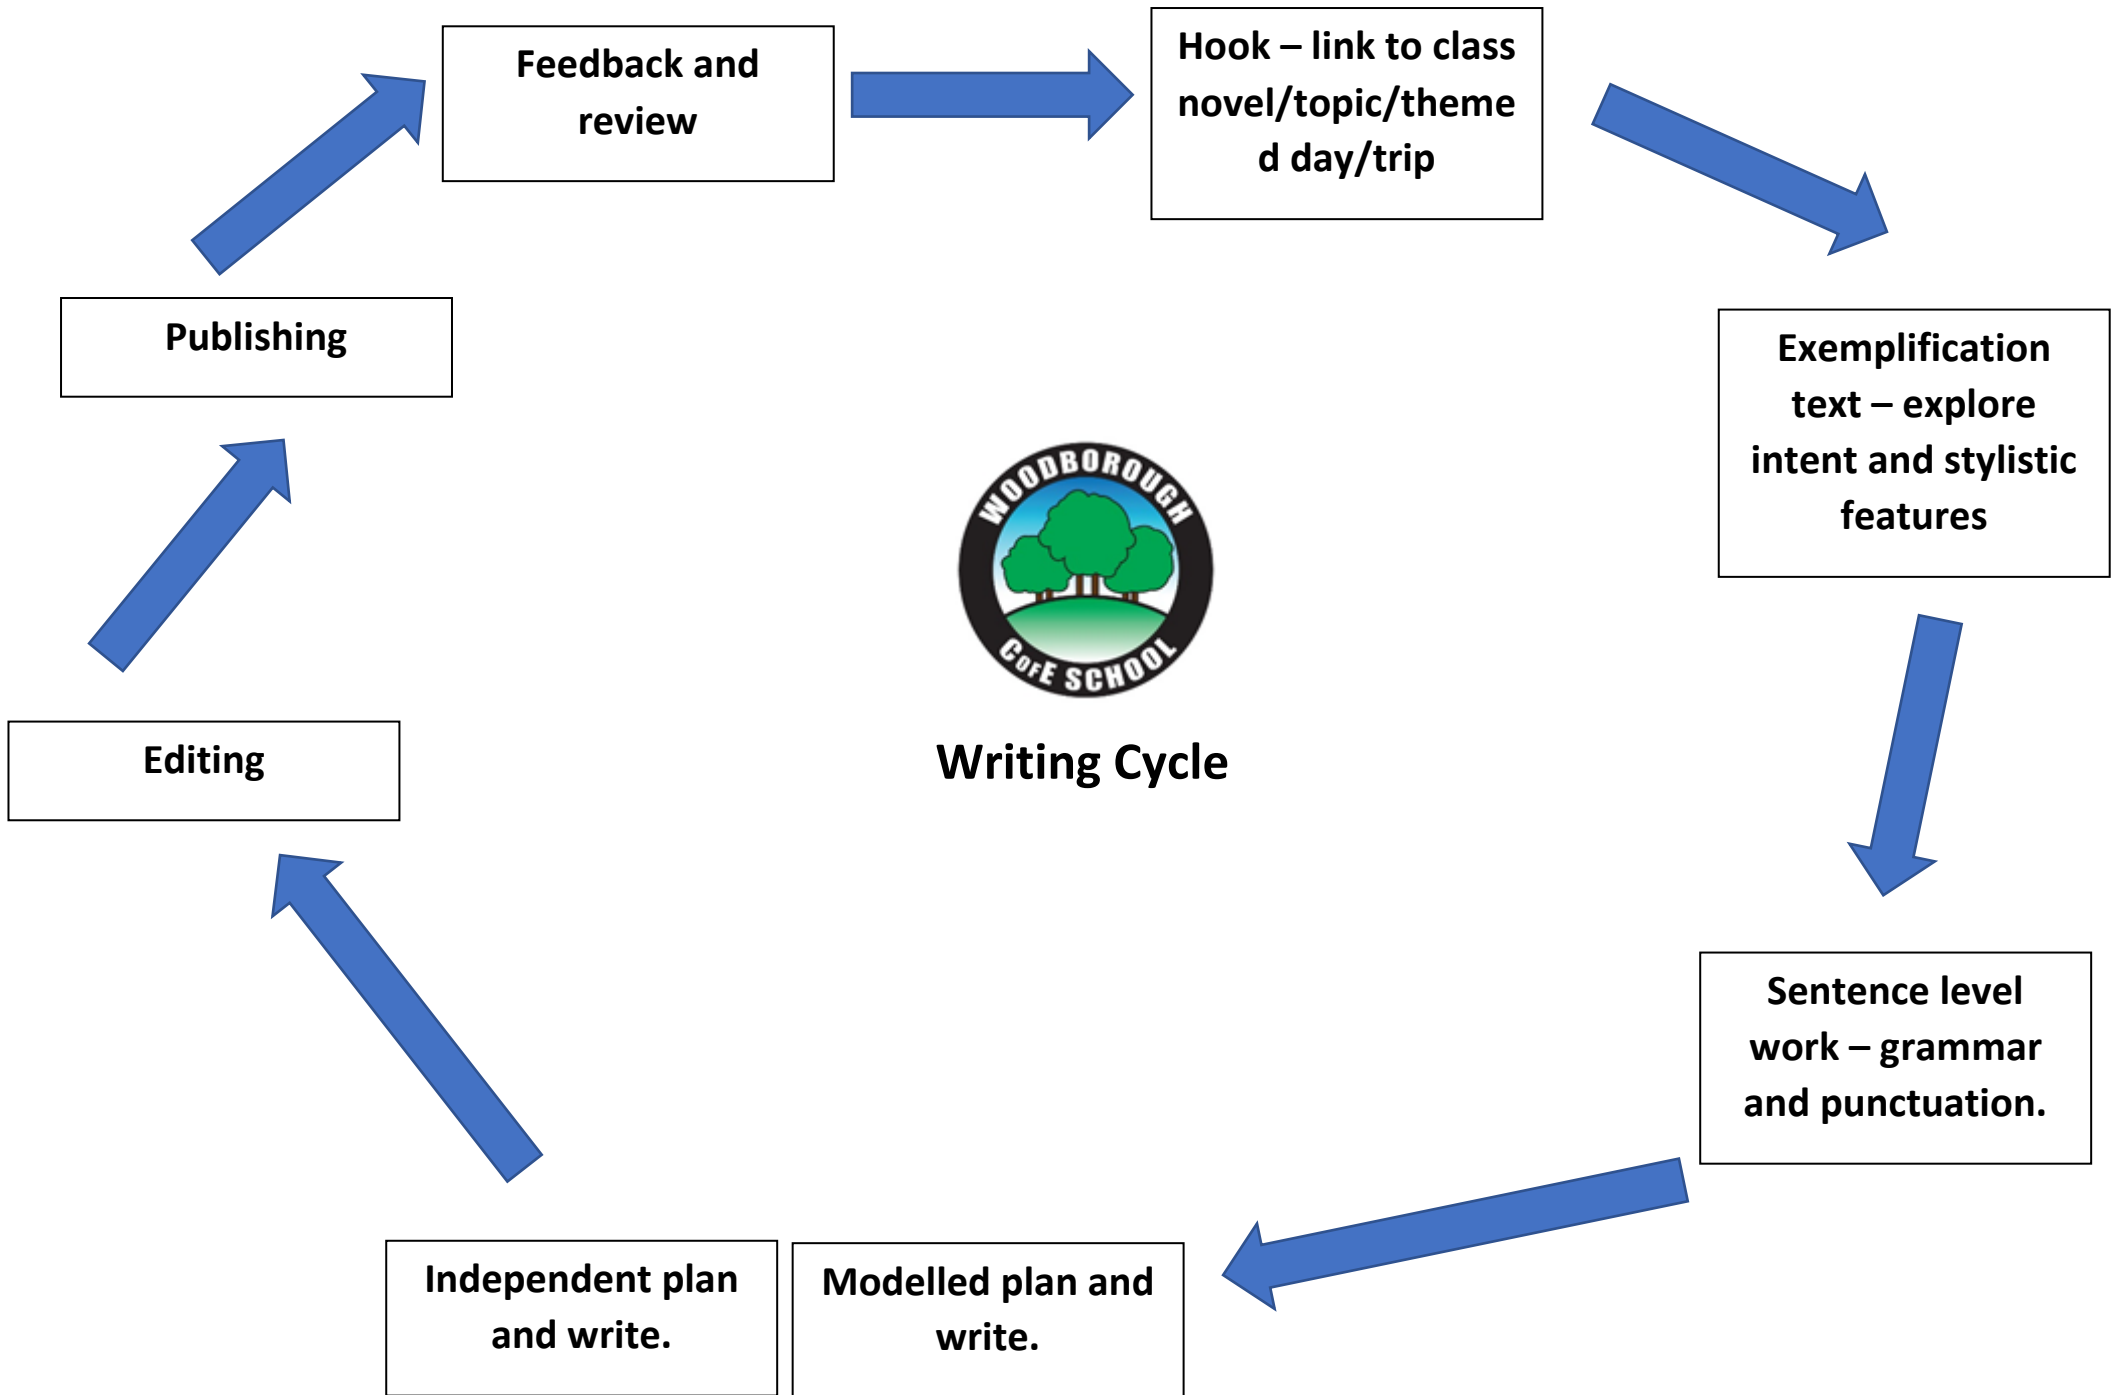 Feedback and
review
Hook – link to class
novel/topic/theme
d day/trip
Exemplification
text – explore
intent and stylistic
features
Sentence level
work – grammar
and punctuation.
Modelled plan and
write.
Independent plan
and write.
Editing
Publishing
WOODBOROUGH
COFE SCHOOL
Writing Cycle